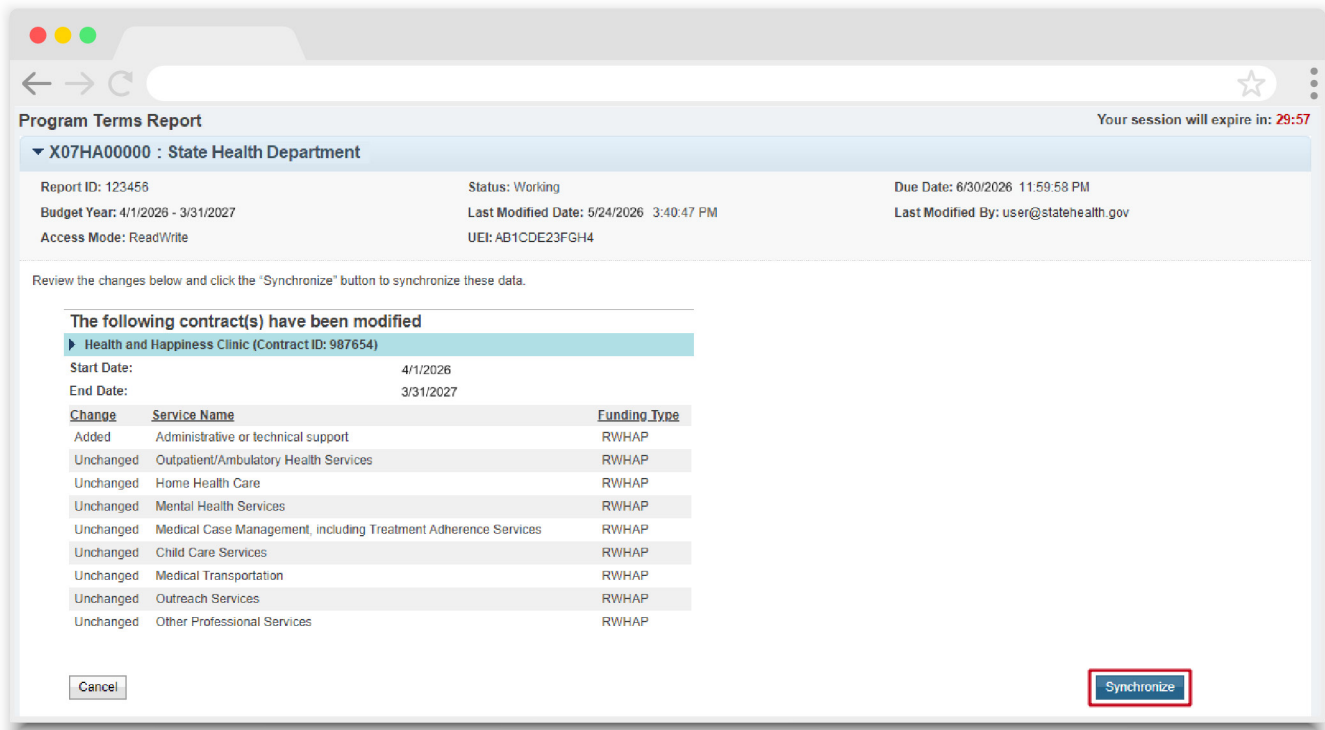 Program Terms Report Your session will expire in: 29:57
X07HA00000 : State Health Department
Report ID: 123456 Status: Working Due Date: 6/30/2026 11:59:58 PM
Budget Year: 4/1/2026 - 3/31/2027 Last Modified Date: 5/24/2026 3:40:47 PM Last Modified By: user@statehealth.gov
Access Mode: ReadWrite UEI: AB1CDE23FGH4
Review the changes below and click the “Synchronize” button to synchronize these data.
The following contract(s) have been modified
Health and Happiness Clinic (Contract ID: 987654)
Start Date: 4/1/2026
End Date: 3/31/2027
Change Service Name Funding Type
Added Administrative or technical support RWHAP
Unchanged Outpatient/Ambulatory Health Services RWHAP
Unchanged Home Health Care RWHAP
Unchanged Mental Health Services RWHAP
Unchanged Medical Case Management, including Treatment Adherence Services RWHAP
Unchanged Child Care Services RWHAP
Unchanged Medical Transportation RWHAP
Unchanged Outreach Services RWHAP
Unchanged Other Professional Services RWHAP
Cancel Synchronize